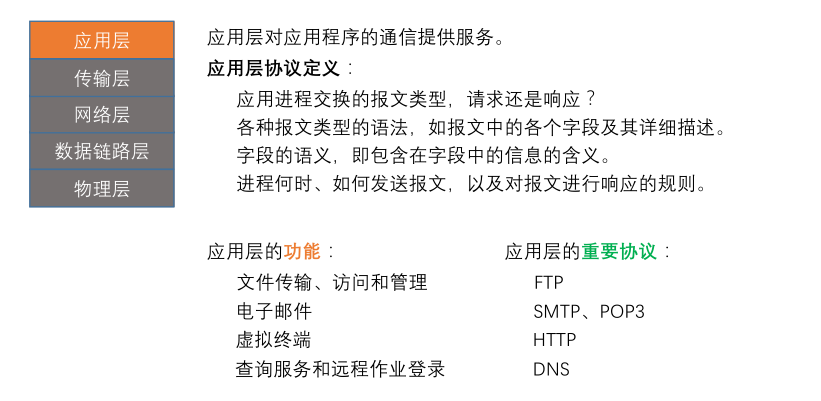 应用层
传输层
网络层
数据链路层
物理层
应用层对应用程序的通信提供服务。
应用层协议定义：
应用进程交换的报文类型，请求还是响应？
各种报文类型的语法，如报文中的各个字段及其详细描述。
字段的语义，即包含在字段中的信息的含义。
进程何时、如何发送报文，以及对报文进行响应的规则。
应用层的功能：
文件传输、访问和管理
电子邮件
虚拟终端
查询服务和远程作业登录
应用层的重要协议：
FTP
SMTP、POP3
HTTP
DNS